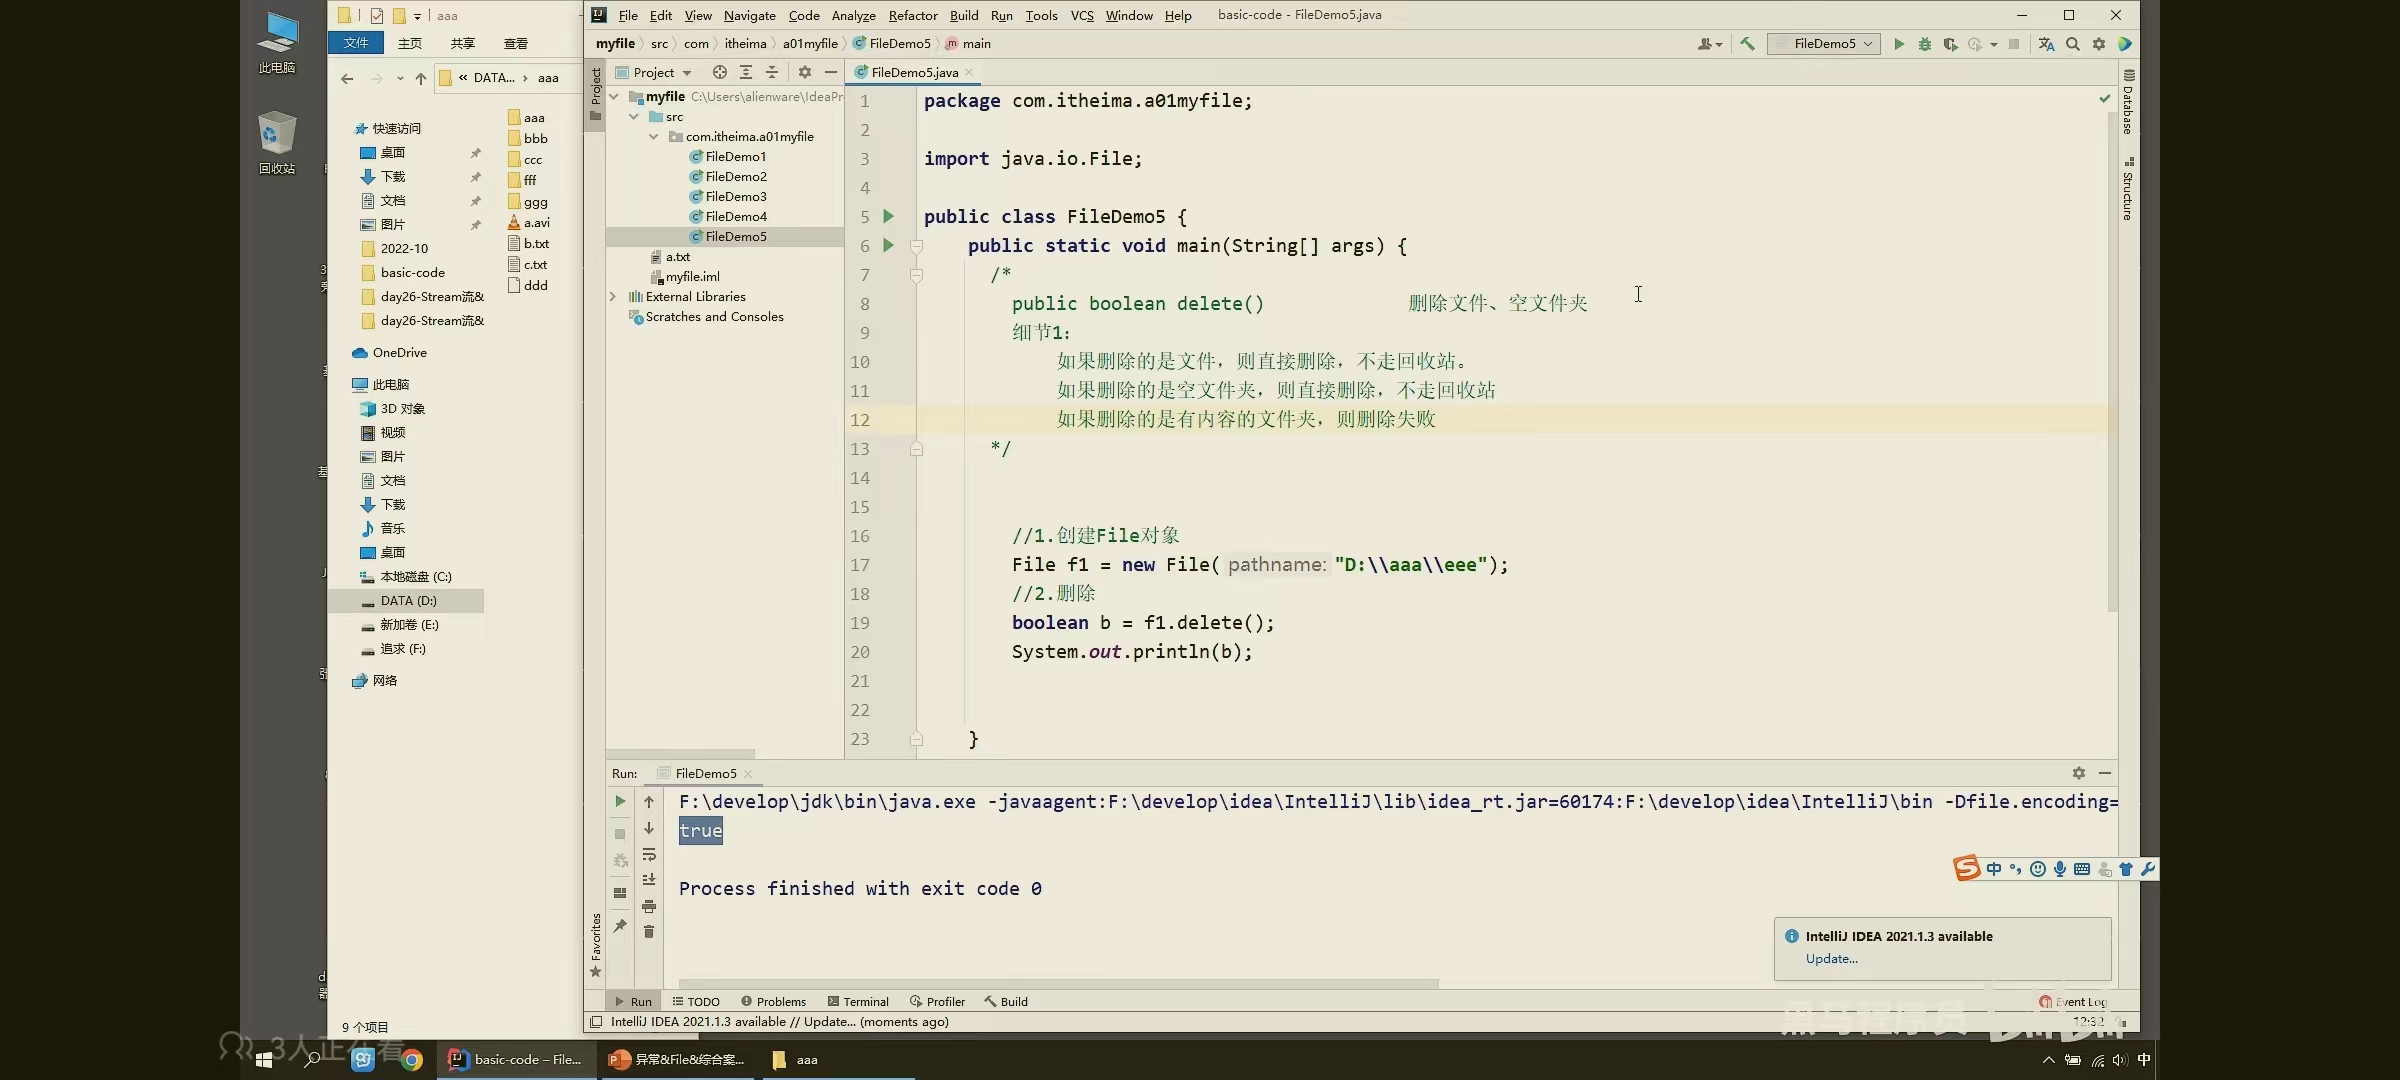 此电脑
回收站
aaa
文件 主页 共享 查看
« DATA... › aaa
快速访问
桌面
下载
文档
图片
2022-10
basic-code
day26-Stream流&
day26-Stream流&
OneDrive
此电脑
3D 对象
视频
图片
文档
下载
音乐
桌面
本地磁盘 (C:)
DATA (D:)
新加卷 (E:)
追求 (F:)
网络
aaa
bbb
ccc
fff
ggg
a.avi
b.txt
c.txt
ddd
9 个项目
File Edit View Navigate Code Analyze Refactor Build Run Tools VCS Window Help basic-code - FileDemo5.java
myfile src com itheima a01myfile FileDemo5 main
FileDemo5
Project
Project
myfile C:\Users\alienware\IdeaPr
src
com.itheima.a01myfile
FileDemo1
FileDemo2
FileDemo3
FileDemo4
FileDemo5
a.txt
myfile.iml
External Libraries
Scratches and Consoles
FileDemo5.java
1 package com.itheima.a01myfile;
2
3 import java.io.File;
4
5 public class FileDemo5 {
6 public static void main(String[] args) {
7 /*
8 public boolean delete() 删除文件、空文件夹
9 细节1:
10 如果删除的是文件，则直接删除，不走回收站。
11 如果删除的是空文件夹，则直接删除，不走回收站
12 如果删除的是有内容的文件夹，则删除失败
13 */
14
15
16 //1.创建File对象
17 File f1 = new File( pathname: "D:\\aaa\\eee");
18 //2.删除
19 boolean b = f1.delete();
20 System.out.println(b);
21
22
23 }
Database
Structure
Run: FileDemo5
F:\develop\jdk\bin\java.exe -javaagent:F:\develop\idea\IntelliJ\lib\idea_rt.jar=60174:F:\develop\idea\IntelliJ\bin -Dfile.encoding=
true
Process finished with exit code 0
Favorites
中
IntelliJ IDEA 2021.1.3 available
Update...
Run TODO Problems Terminal Profiler Build
Event Log
IntelliJ IDEA 2021.1.3 available // Update... (moments ago)
12:32
黑马程序员
3人正在看
basic-code – File...
异常&File&综合案...
aaa
中